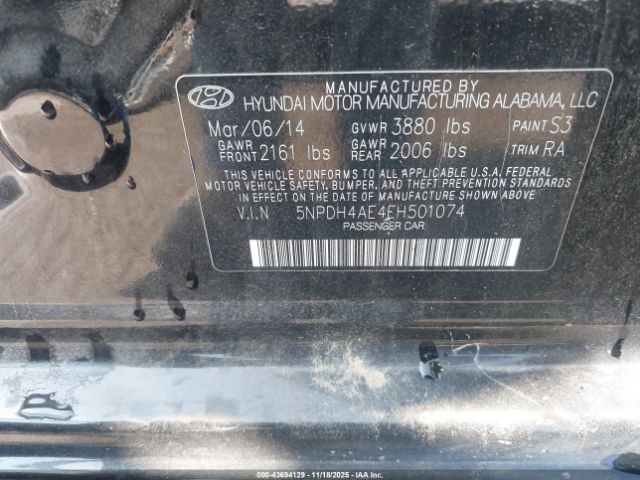 MANUFACTURED BY
HYUNDAI MOTOR MANUFACTURING ALABAMA, LLC
Mar/06/14 GVWR 3880 lbs PAINT S3
GAWR FRONT 2161 lbs GAWR REAR 2006 lbs TRIM RA
THIS VEHICLE CONFORMS TO ALL APPLICABLE U.S.A. FEDERAL
MOTOR VEHICLE SAFETY, BUMPER, AND THEFT PREVENTION STANDARDS
IN EFFECT ON THE DATE OF MANUFACTURE SHOWN ABOVE.
V.I.N 5NPDH4AE4EH501074
PASSENGER CAR
000-43694129 - 11/18/2025 - IAAI.COM